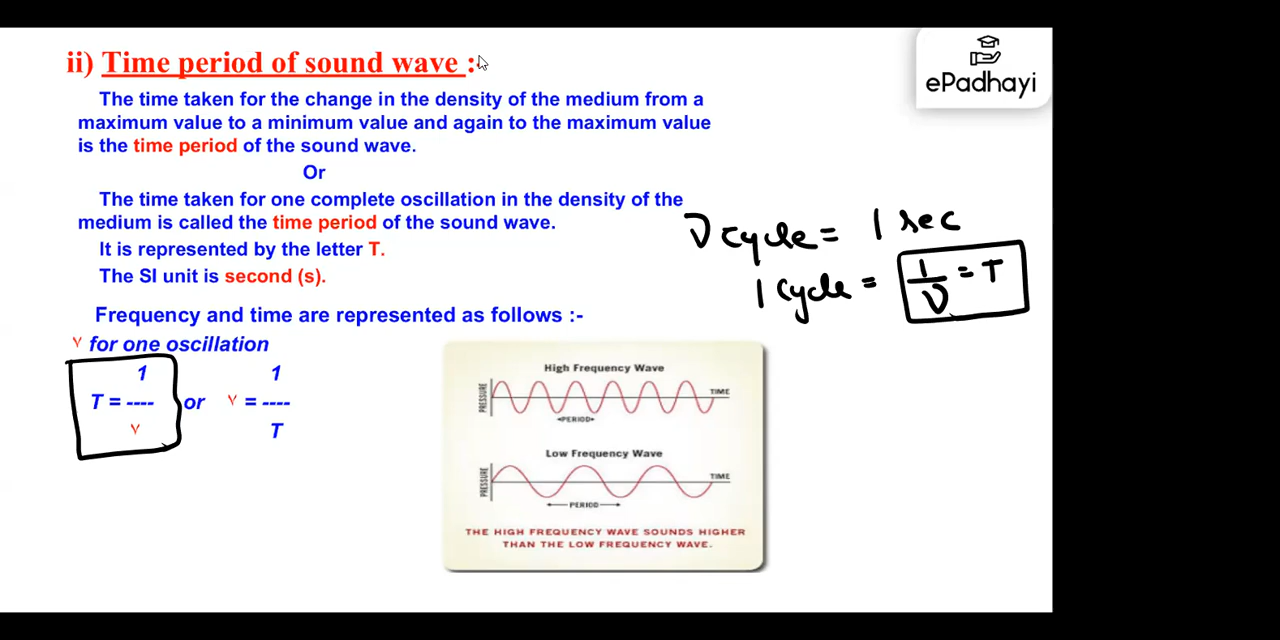 ii) Time period of sound wave :-
ePadhayi
The time taken for the change in the density of the medium from a
maximum value to a minimum value and again to the maximum value
is the time period of the sound wave.
Or
The time taken for one complete oscillation in the density of the
medium is called the time period of the sound wave.
It is represented by the letter T.
The SI unit is second (s).
ν cycle = 1 sec
1 cycle = 1/ν = T
Frequency and time are represented as follows :-
ν for one oscillation
1 1
T = ---- or ν = ----
ν T
High Frequency Wave
PRESSURE
TIME
◄PERIOD►
Low Frequency Wave
PRESSURE
TIME
PERIOD
THE HIGH FREQUENCY WAVE SOUNDS HIGHER
THAN THE LOW FREQUENCY WAVE.